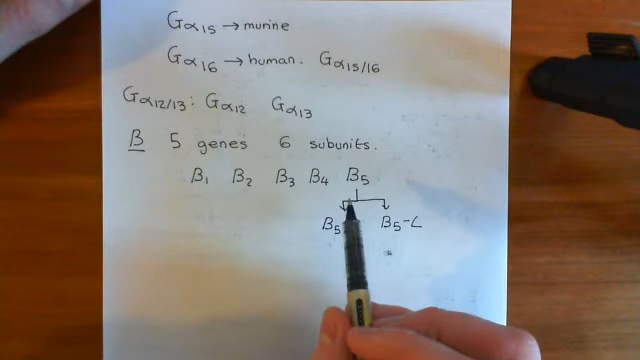 Gα15 → murine
Gα16 → human. Gα15/16
Gα12/13: Gα12 Gα13
β 5 genes 6 subunits.
β1 β2 β3 β4 β5
β5 β5-L